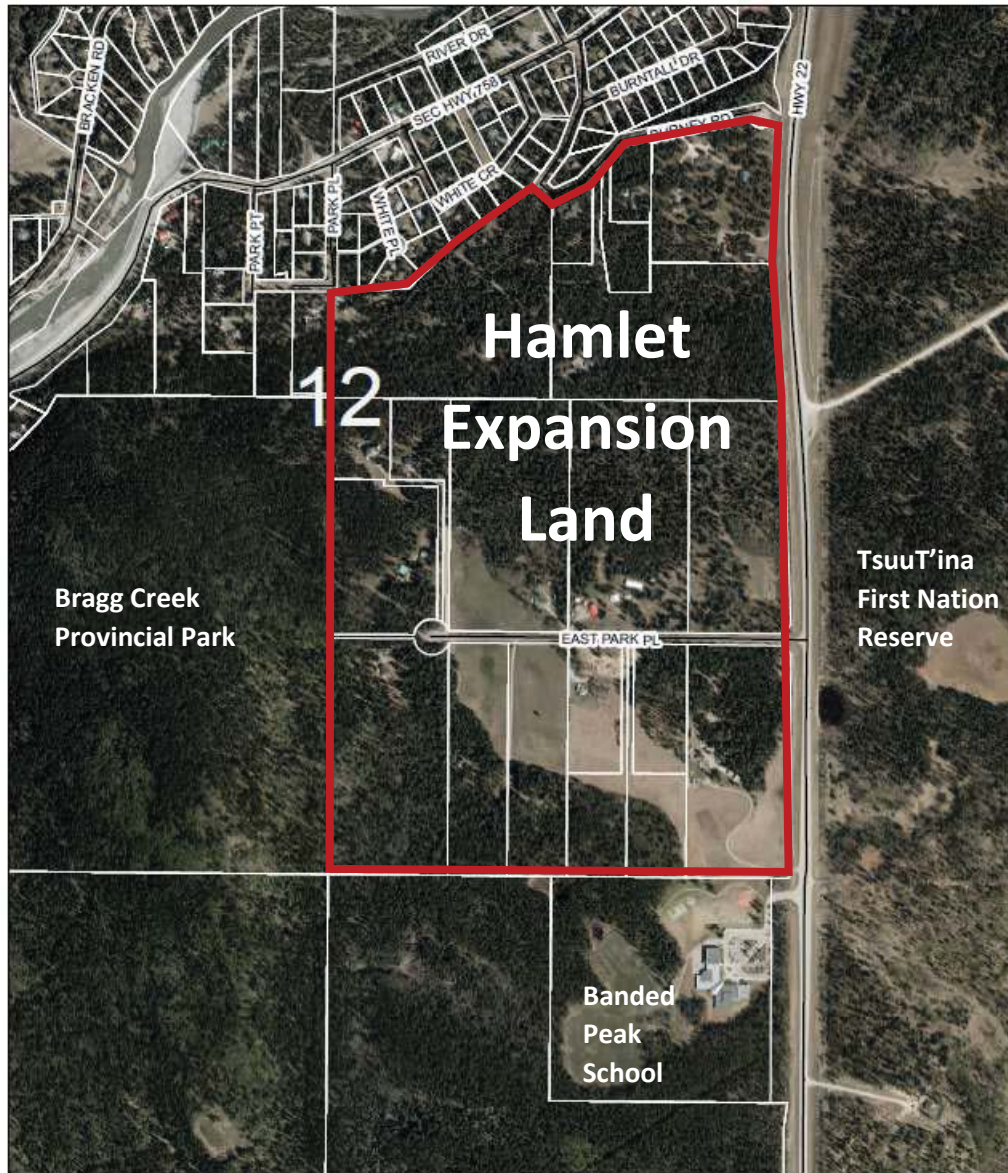 BRACKEN RD
RIVER DR
SEC HWY 758
BURNTALL DR
HWY 22
BURNEY RD
WHITE CR
PARK PL
WHITE PL
PARK PT
12
Hamlet
Expansion
Land
Bragg Creek
Provincial Park
TsuuT'ina
First Nation
Reserve
EAST PARK PL
Banded
Peak
School